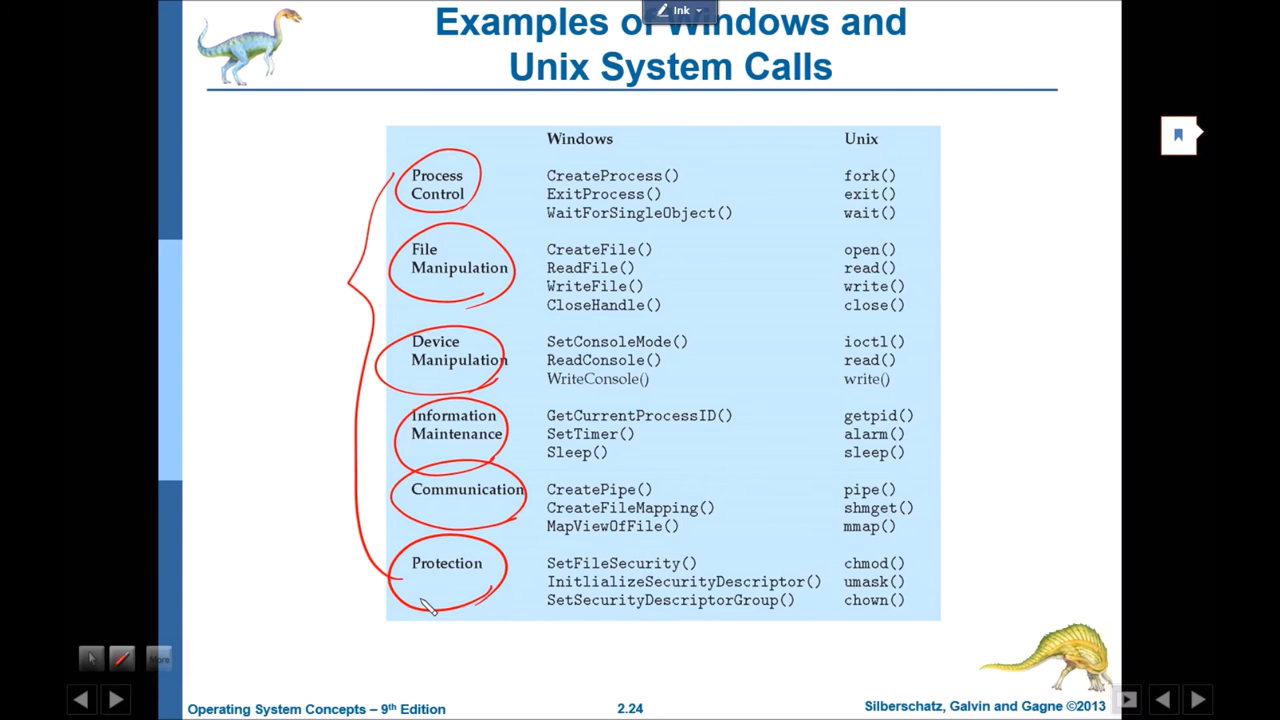 Ink
Examples of Windows and
Unix System Calls
Windows Unix
Process CreateProcess() fork()
Control ExitProcess() exit()
WaitForSingleObject() wait()
File CreateFile() open()
Manipulation ReadFile() read()
WriteFile() write()
CloseHandle() close()
Device SetConsoleMode() ioctl()
Manipulation ReadConsole() read()
WriteConsole() write()
Information GetCurrentProcessID() getpid()
Maintenance SetTimer() alarm()
Sleep() sleep()
Communication CreatePipe() pipe()
CreateFileMapping() shmget()
MapViewOfFile() mmap()
Protection SetFileSecurity() chmod()
InitlializeSecurityDescriptor() umask()
SetSecurityDescriptorGroup() chown()
More
Operating System Concepts – 9th Edition 2.24 Silberschatz, Galvin and Gagne ©2013